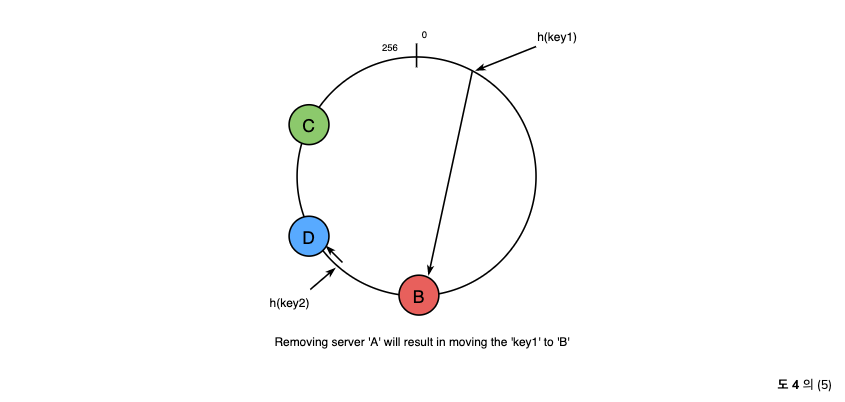 0
256
h(key1)
C
D
h(key2)
B
Removing server 'A' will result in moving the 'key1' to 'B'
도 4 의 (5)